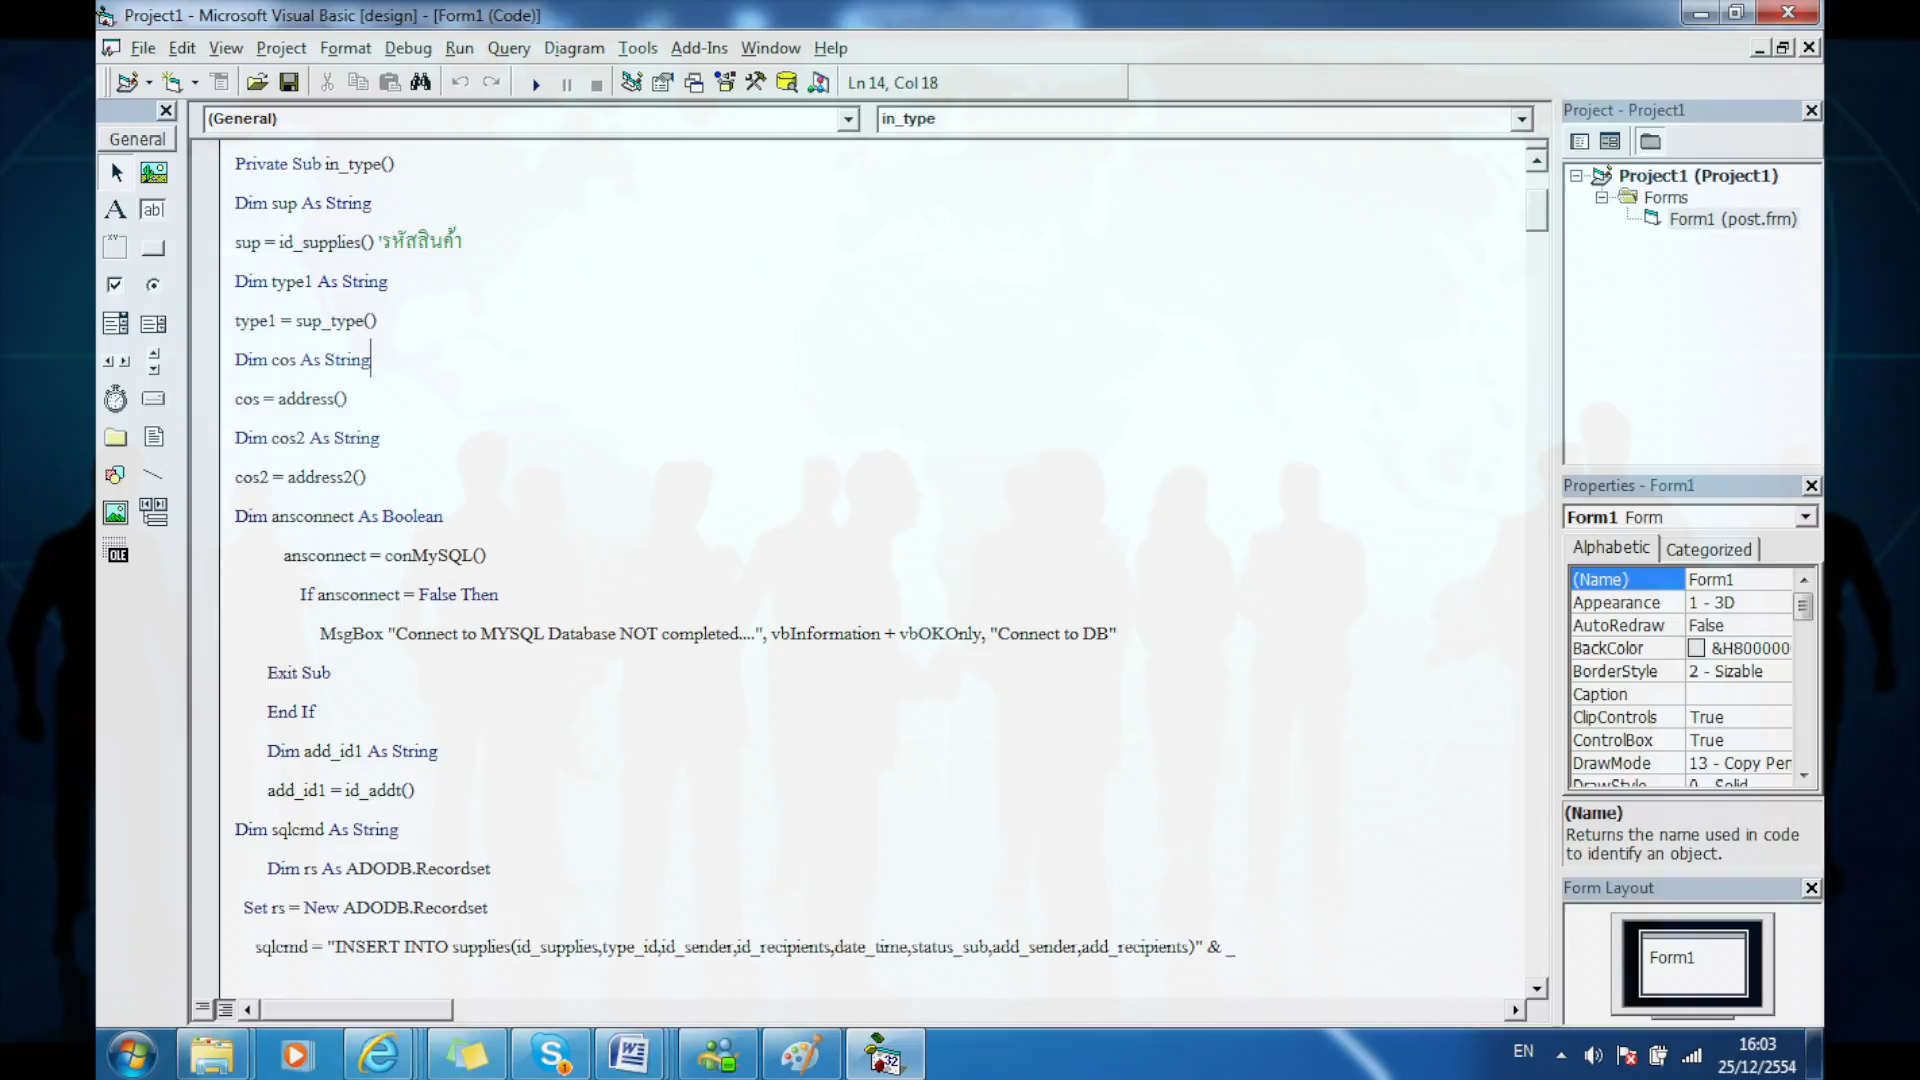 Project1 - Microsoft Visual Basic [design] - [Form1 (Code)]
File Edit View Project Format Debug Run Query Diagram Tools Add-Ins Window Help
Ln 14, Col 18
General
(General)
in_type
Private Sub in_type()
Dim sup As String
sup = id_supplies() 'รหัสสินค้า
Dim type1 As String
type1 = sup_type()
Dim cos As String
cos = address()
Dim cos2 As String
cos2 = address2()
Dim ansconnect As Boolean
ansconnect = conMySQL()
If ansconnect = False Then
MsgBox "Connect to MYSQL Database NOT completed....", vbInformation + vbOKOnly, "Connect to DB"
Exit Sub
End If
Dim add_id1 As String
add_id1 = id_addt()
Dim sqlcmd As String
Dim rs As ADODB.Recordset
Set rs = New ADODB.Recordset
sqlcmd = "INSERT INTO supplies(id_supplies,type_id,id_sender,id_recipients,date_time,status_sub,add_sender,add_recipients)" & _
Project - Project1
Project1 (Project1)
Forms
Form1 (post.frm)
Properties - Form1
Form1 Form
Alphabetic Categorized
(Name) Form1
Appearance 1 - 3D
AutoRedraw False
BackColor &H800000
BorderStyle 2 - Sizable
Caption
ClipControls True
ControlBox True
DrawMode 13 - Copy Per
DrawStyle 0 - Solid
(Name)
Returns the name used in code
to identify an object.
Form Layout
Form1
EN
16:03
25/12/2554